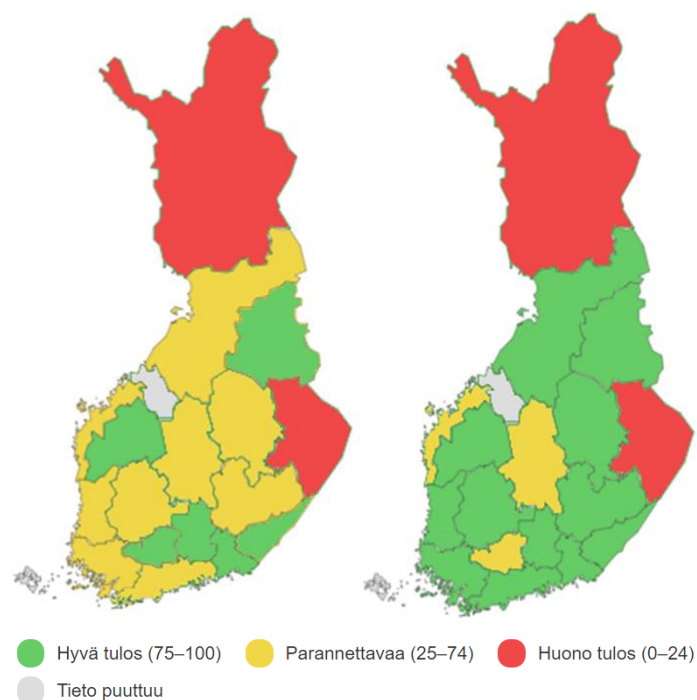 Hyvä tulos (75–100) Parannettavaa (25–74) Huono tulos (0–24)
Tieto puuttuu